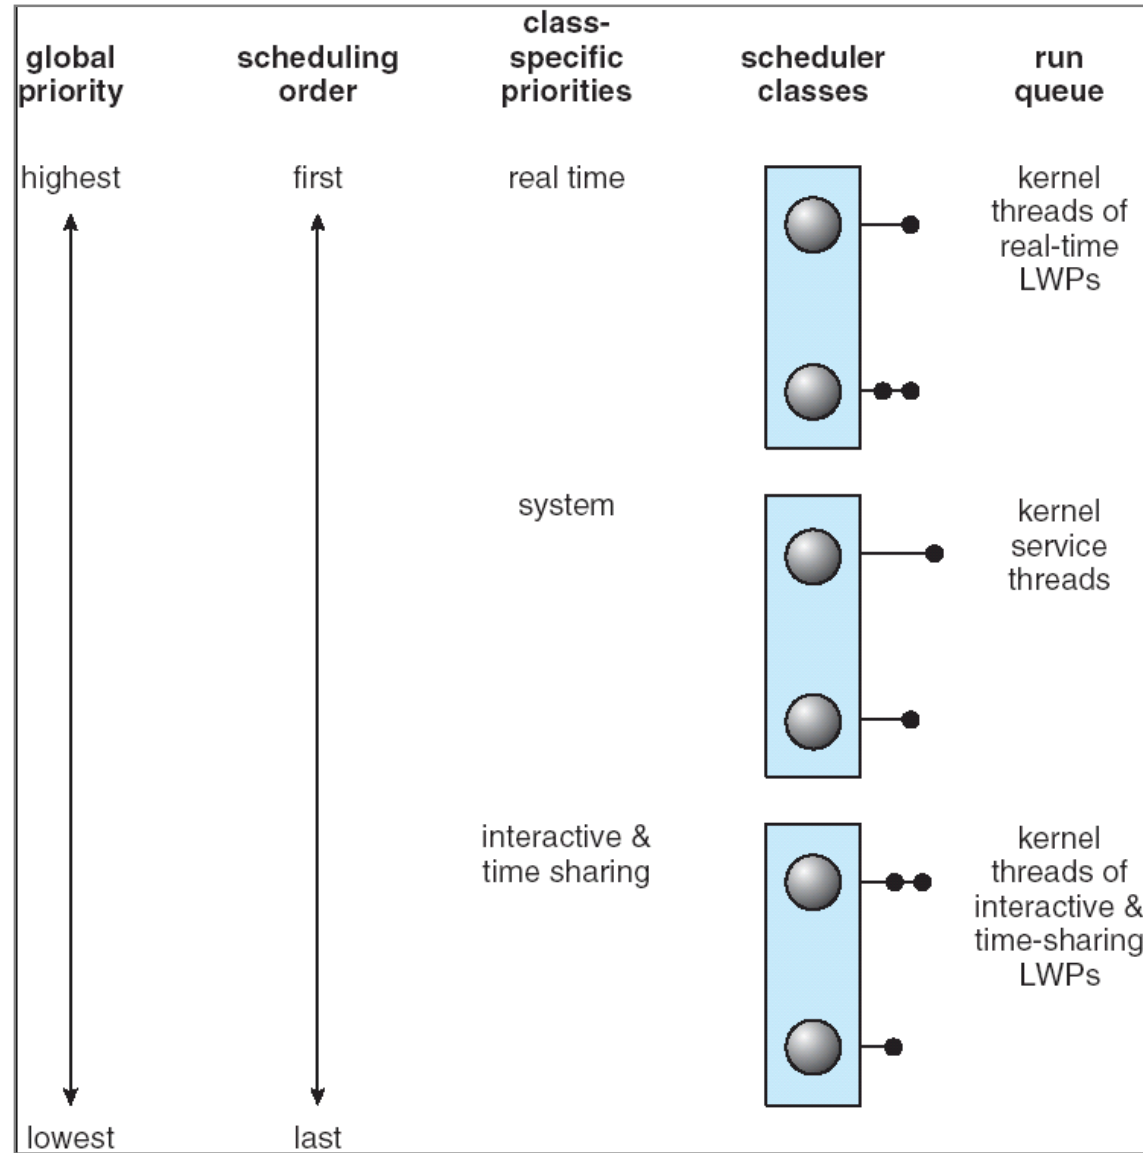 global
priority
scheduling
order
class-
specific
priorities
scheduler
classes
run
queue
highest
first
real time
kernel
threads of
real-time
LWPs
system
kernel
service
threads
interactive &
time sharing
kernel
threads of
interactive &
time-sharing
LWPs
lowest
last